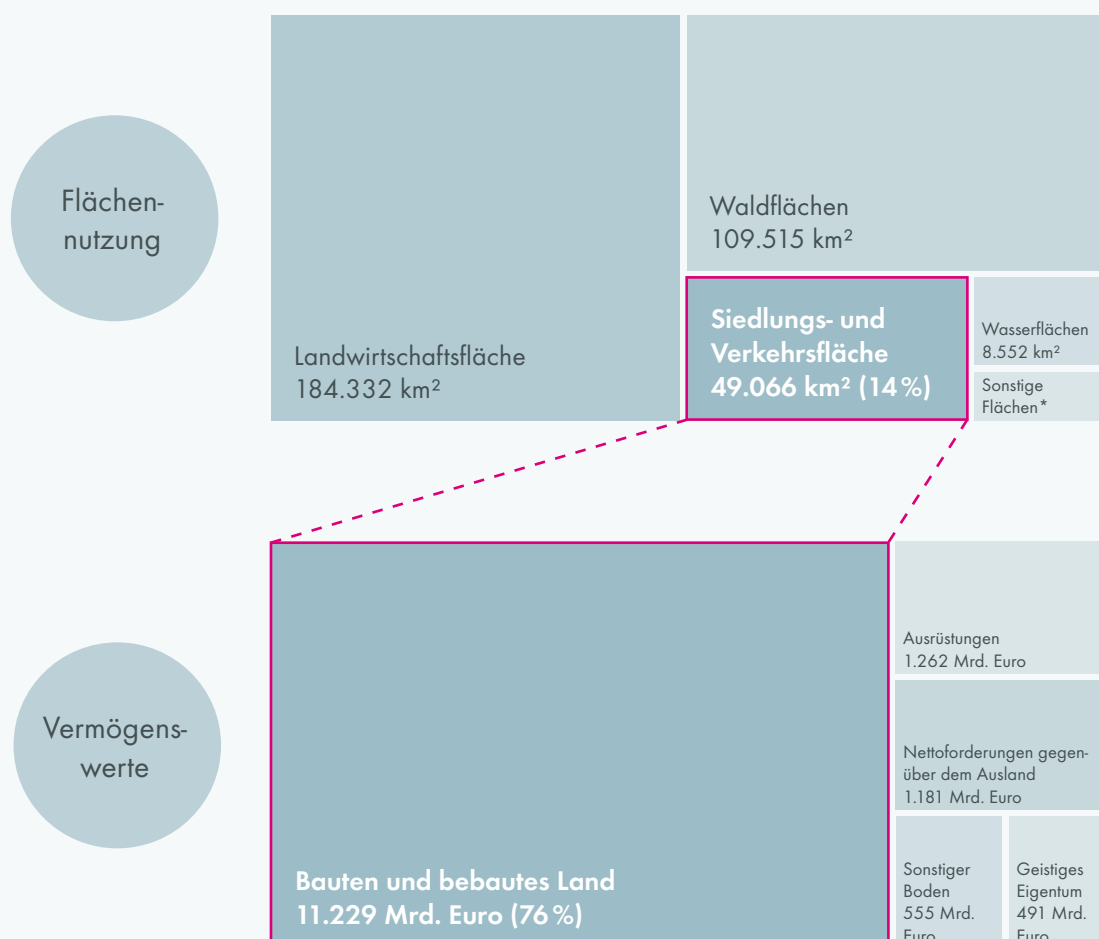 Flächen-
nutzung
Landwirtschaftsfläche
184.332 km²
Waldflächen
109.515 km²
Siedlungs- und
Verkehrsfläche
49.066 km² (14 %)
Wasserflächen
8.552 km²
Sonstige
Flächen*
Vermögens-
werte
Bauten und bebautes Land
11.229 Mrd. Euro (76 %)
Ausrüstungen
1.262 Mrd. Euro
Nettoforderungen gegen-
über dem Ausland
1.181 Mrd. Euro
Sonstiger
Boden
555 Mrd.
Euro
Geistiges
Eigentum
491 Mrd.
Euro